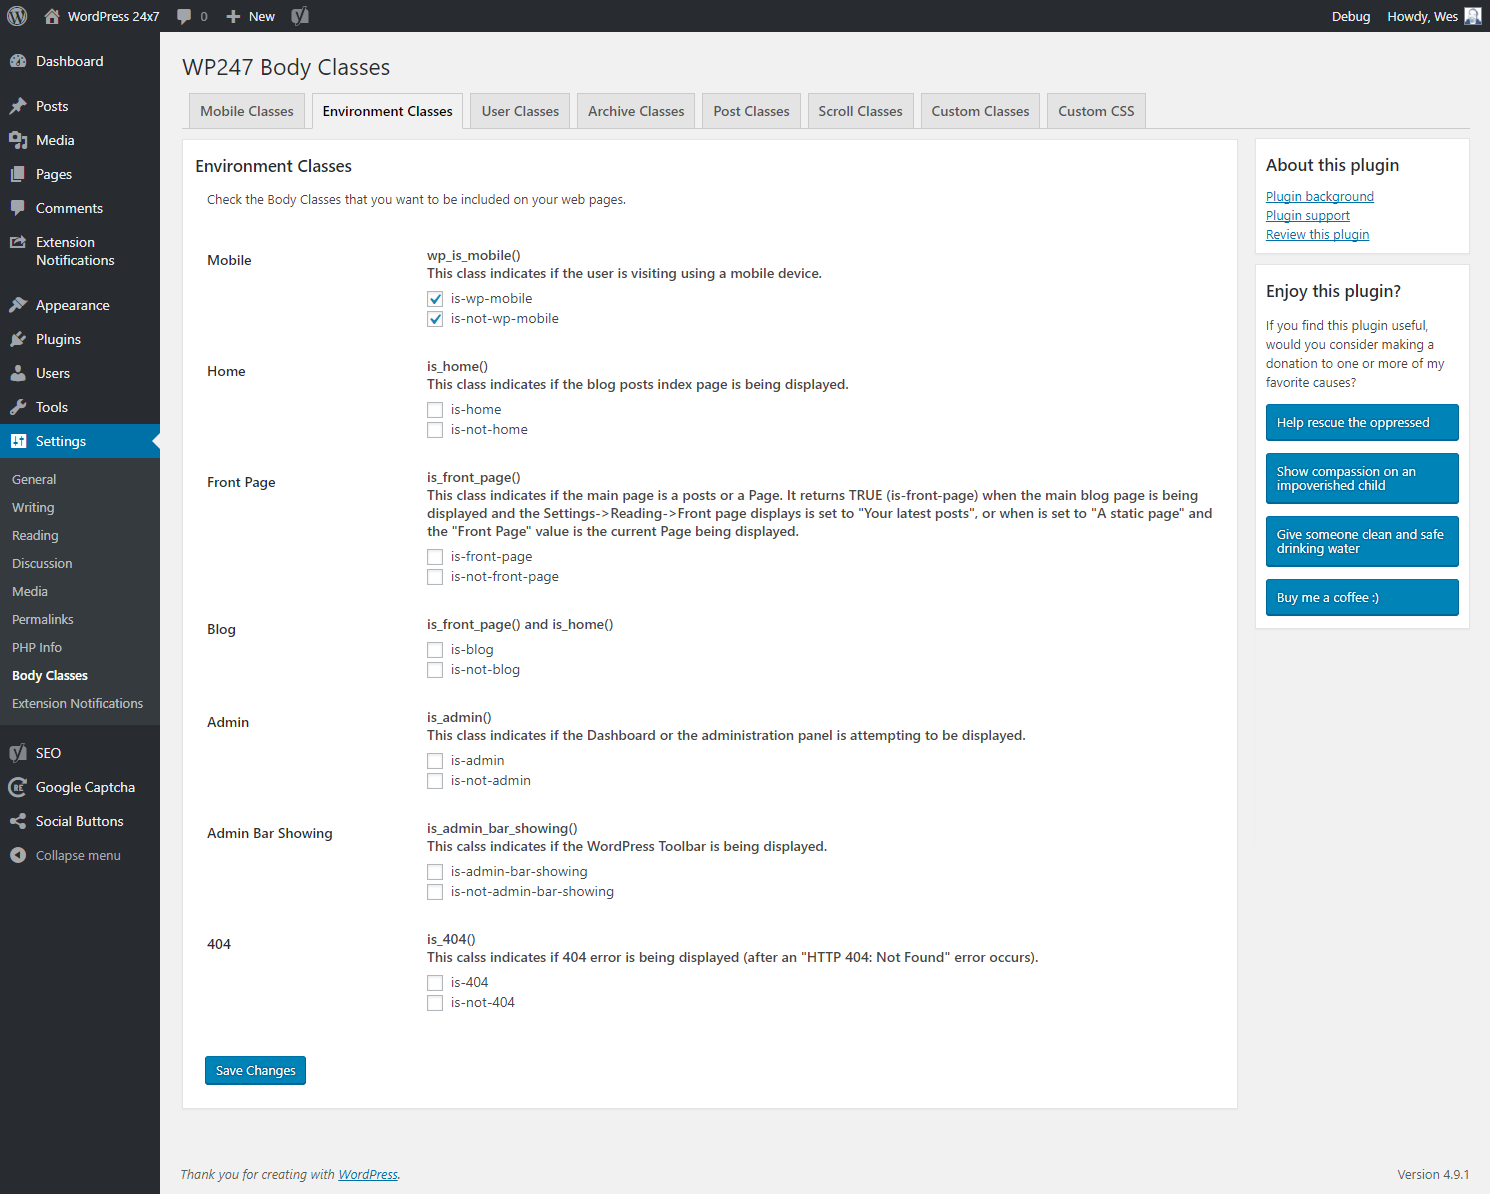 WordPress 24x7 0 New Debug Howdy, Wes
Dashboard
Posts
Media
Pages
Comments
Extension
Notifications
Appearance
Plugins
Users
Tools
Settings
General
Writing
Reading
Discussion
Media
Permalinks
PHP Info
Body Classes
Extension Notifications
SEO
Google Captcha
Social Buttons
Collapse menu
WP247 Body Classes
Mobile Classes Environment Classes User Classes Archive Classes Post Classes Scroll Classes Custom Classes Custom CSS
Environment Classes
Check the Body Classes that you want to be included on your web pages.
Mobile
wp_is_mobile()
This class indicates if the user is visiting using a mobile device.
is-wp-mobile
is-not-wp-mobile
Home
is_home()
This class indicates if the blog posts index page is being displayed.
is-home
is-not-home
Front Page
is_front_page()
This class indicates if the main page is a posts or a Page. It returns TRUE (is-front-page) when the main blog page is being
displayed and the Settings->Reading->Front page displays is set to "Your latest posts", or when is set to "A static page" and
the "Front Page" value is the current Page being displayed.
is-front-page
is-not-front-page
Blog
is_front_page() and is_home()
is-blog
is-not-blog
Admin
is_admin()
This class indicates if the Dashboard or the administration panel is attempting to be displayed.
is-admin
is-not-admin
Admin Bar Showing
is_admin_bar_showing()
This calss indicates if the WordPress Toolbar is being displayed.
is-admin-bar-showing
is-not-admin-bar-showing
404
is_404()
This calss indicates if 404 error is being displayed (after an "HTTP 404: Not Found" error occurs).
is-404
is-not-404
Save Changes
About this plugin
Plugin background
Plugin support
Review this plugin
Enjoy this plugin?
If you find this plugin useful,
would you consider making a
donation to one or more of my
favorite causes?
Help rescue the oppressed
Show compassion on an
impoverished child
Give someone clean and safe
drinking water
Buy me a coffee :)
Thank you for creating with WordPress.
Version 4.9.1